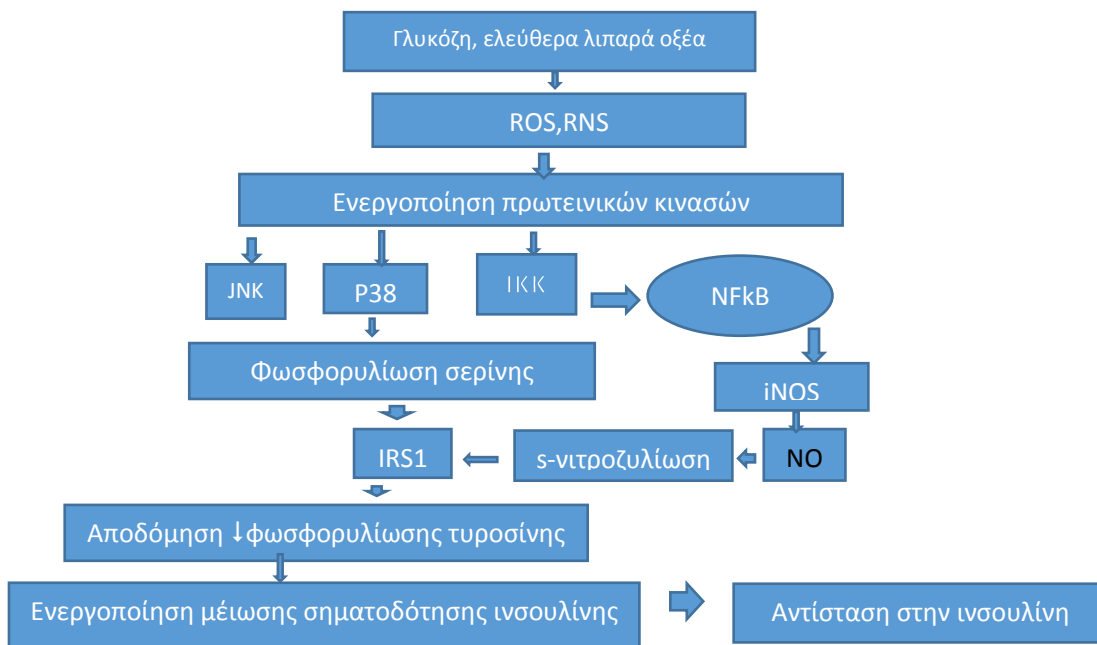 Γλυκόζη, ελεύθερα λιπαρά οξέα
ROS,RNS
Ενεργοποίηση πρωτεινικών κινασών
JNK
P38
IKK
NFkB
Φωσφορυλίωση σερίνης
iNOS
IRS1
s-νιτροζυλίωση
NO
Αποδόμηση ↓φωσφορυλίωσης τυροσίνης
Ενεργοποίηση μέιωσης σηματοδότησης ινσουλίνης
Αντίσταση στην ινσουλίνη